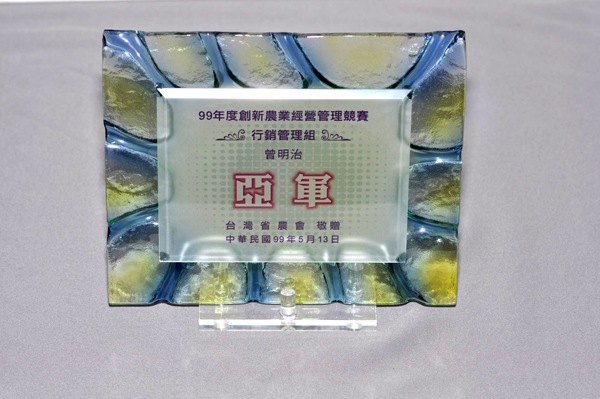 99年度創新農業經營管理競賽
行銷管理組
曾明治
亞軍
台灣省農會 敬贈
中華民國99年5月13日